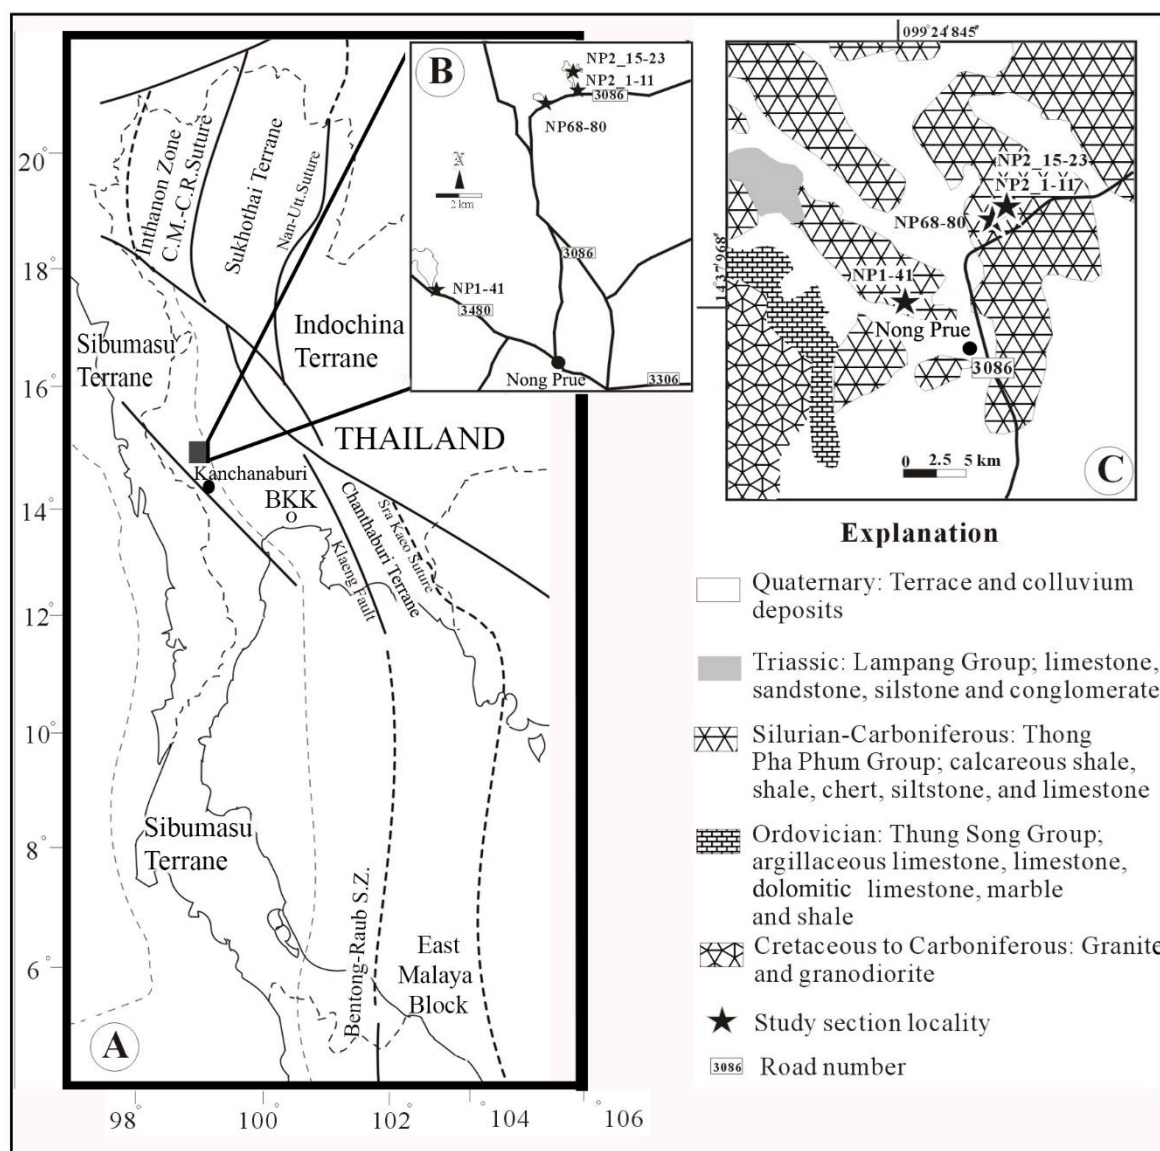 20°
18°
16°
14°
12°
10°
8°
6°
98°
100°
102°
104°
106°
Inthanon Zone
C.M.-C.R.Suture
Sukhothai Terrane
Nan-Utt.Suture
Sibumasu
Terrane
Indochina
Terrane
THAILAND
Kanchanaburi
BKK
Klaeng Fault
Chanthaburi Terrane
Sra Kaeo Suture
Sibumasu
Terrane
Bentong-Raub S.Z.
East
Malaya
Block
A
B
NP2_15-23
NP2_1-11
3086
NP68-80
N
2 km
3086
NP1-41
3480
Nong Prue
3306
099°24'845"
14°37'968"
NP2_15-23
NP2_1-11
NP68-80
NP1-41
Nong Prue
3086
0 2.5 5 km
C
Explanation
Quaternary: Terrace and colluvium
deposits
Triassic: Lampang Group; limestone,
sandstone, silstone and conglomerate
Silurian-Carboniferous: Thong
Pha Phum Group; calcareous shale,
shale, chert, siltstone, and limestone
Ordovician: Thung Song Group;
argillaceous limestone, limestone,
dolomitic limestone, marble
and shale
Cretaceous to Carboniferous: Granite
and granodiorite
Study section locality
3086 Road number